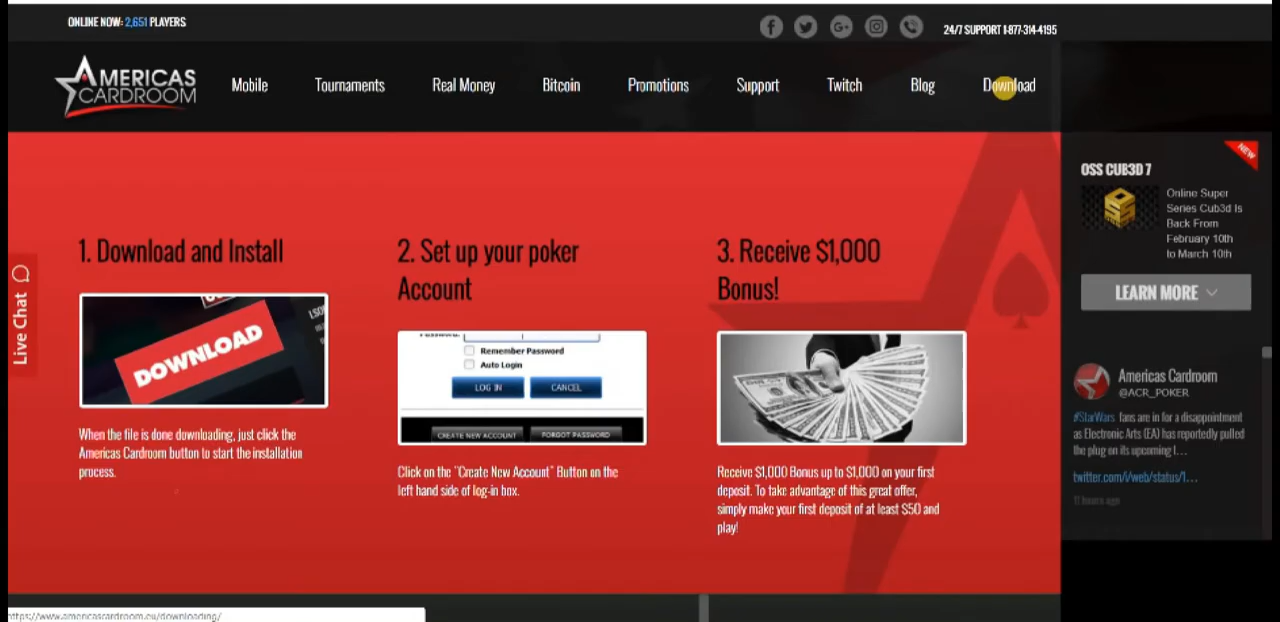 ONLINE NOW: 2,651 PLAYERS
24/7 SUPPORT 1-877-314-4195
AMERICAS
CARDROOM
Mobile
Tournaments
Real Money
Bitcoin
Promotions
Support
Twitch
Blog
Download
NEW
OSS CUB3D 7
Online Super
Series Cub3d Is
Back From
February 10th
to March 10th
LEARN MORE
Live Chat
1. Download and Install
DOWNLOAD
When the file is done downloading, just click the
Americas Cardroom button to start the installation
process.
2. Set up your poker
Account
Remember Password
Auto Login
LOG IN
CANCEL
CREATE NEW ACCOUNT
FORGOT PASSWORD
Click on the "Create New Account" Button on the
left hand side of log-in box.
3. Receive $1,000
Bonus!
Receive $1,000 Bonus up to $1,000 on your first
deposit. To take advantage of this great offer,
simply make your first deposit of at least $50 and
play!
Americas Cardroom
@ACR_POKER
#StarWars fans are in for a disappointment
as Electronic Arts (EA) has reportedly pulled
the plug on its upcoming l…
twitter.com/i/web/status/1…
11 hours ago
https://www.americascardroom.eu/downloading/